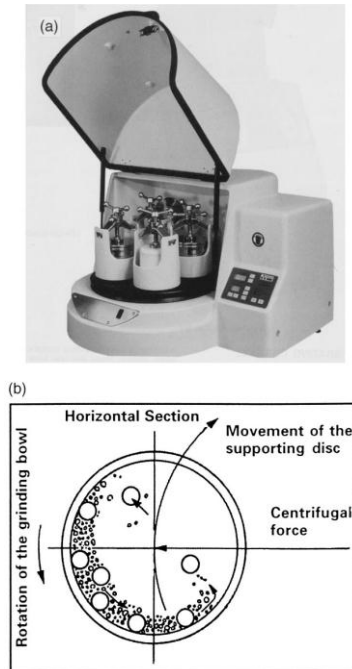 (a)
(b)
Horizontal Section
Movement of the
supporting disc
Centrifugal
force
Rotation of the grinding bowl